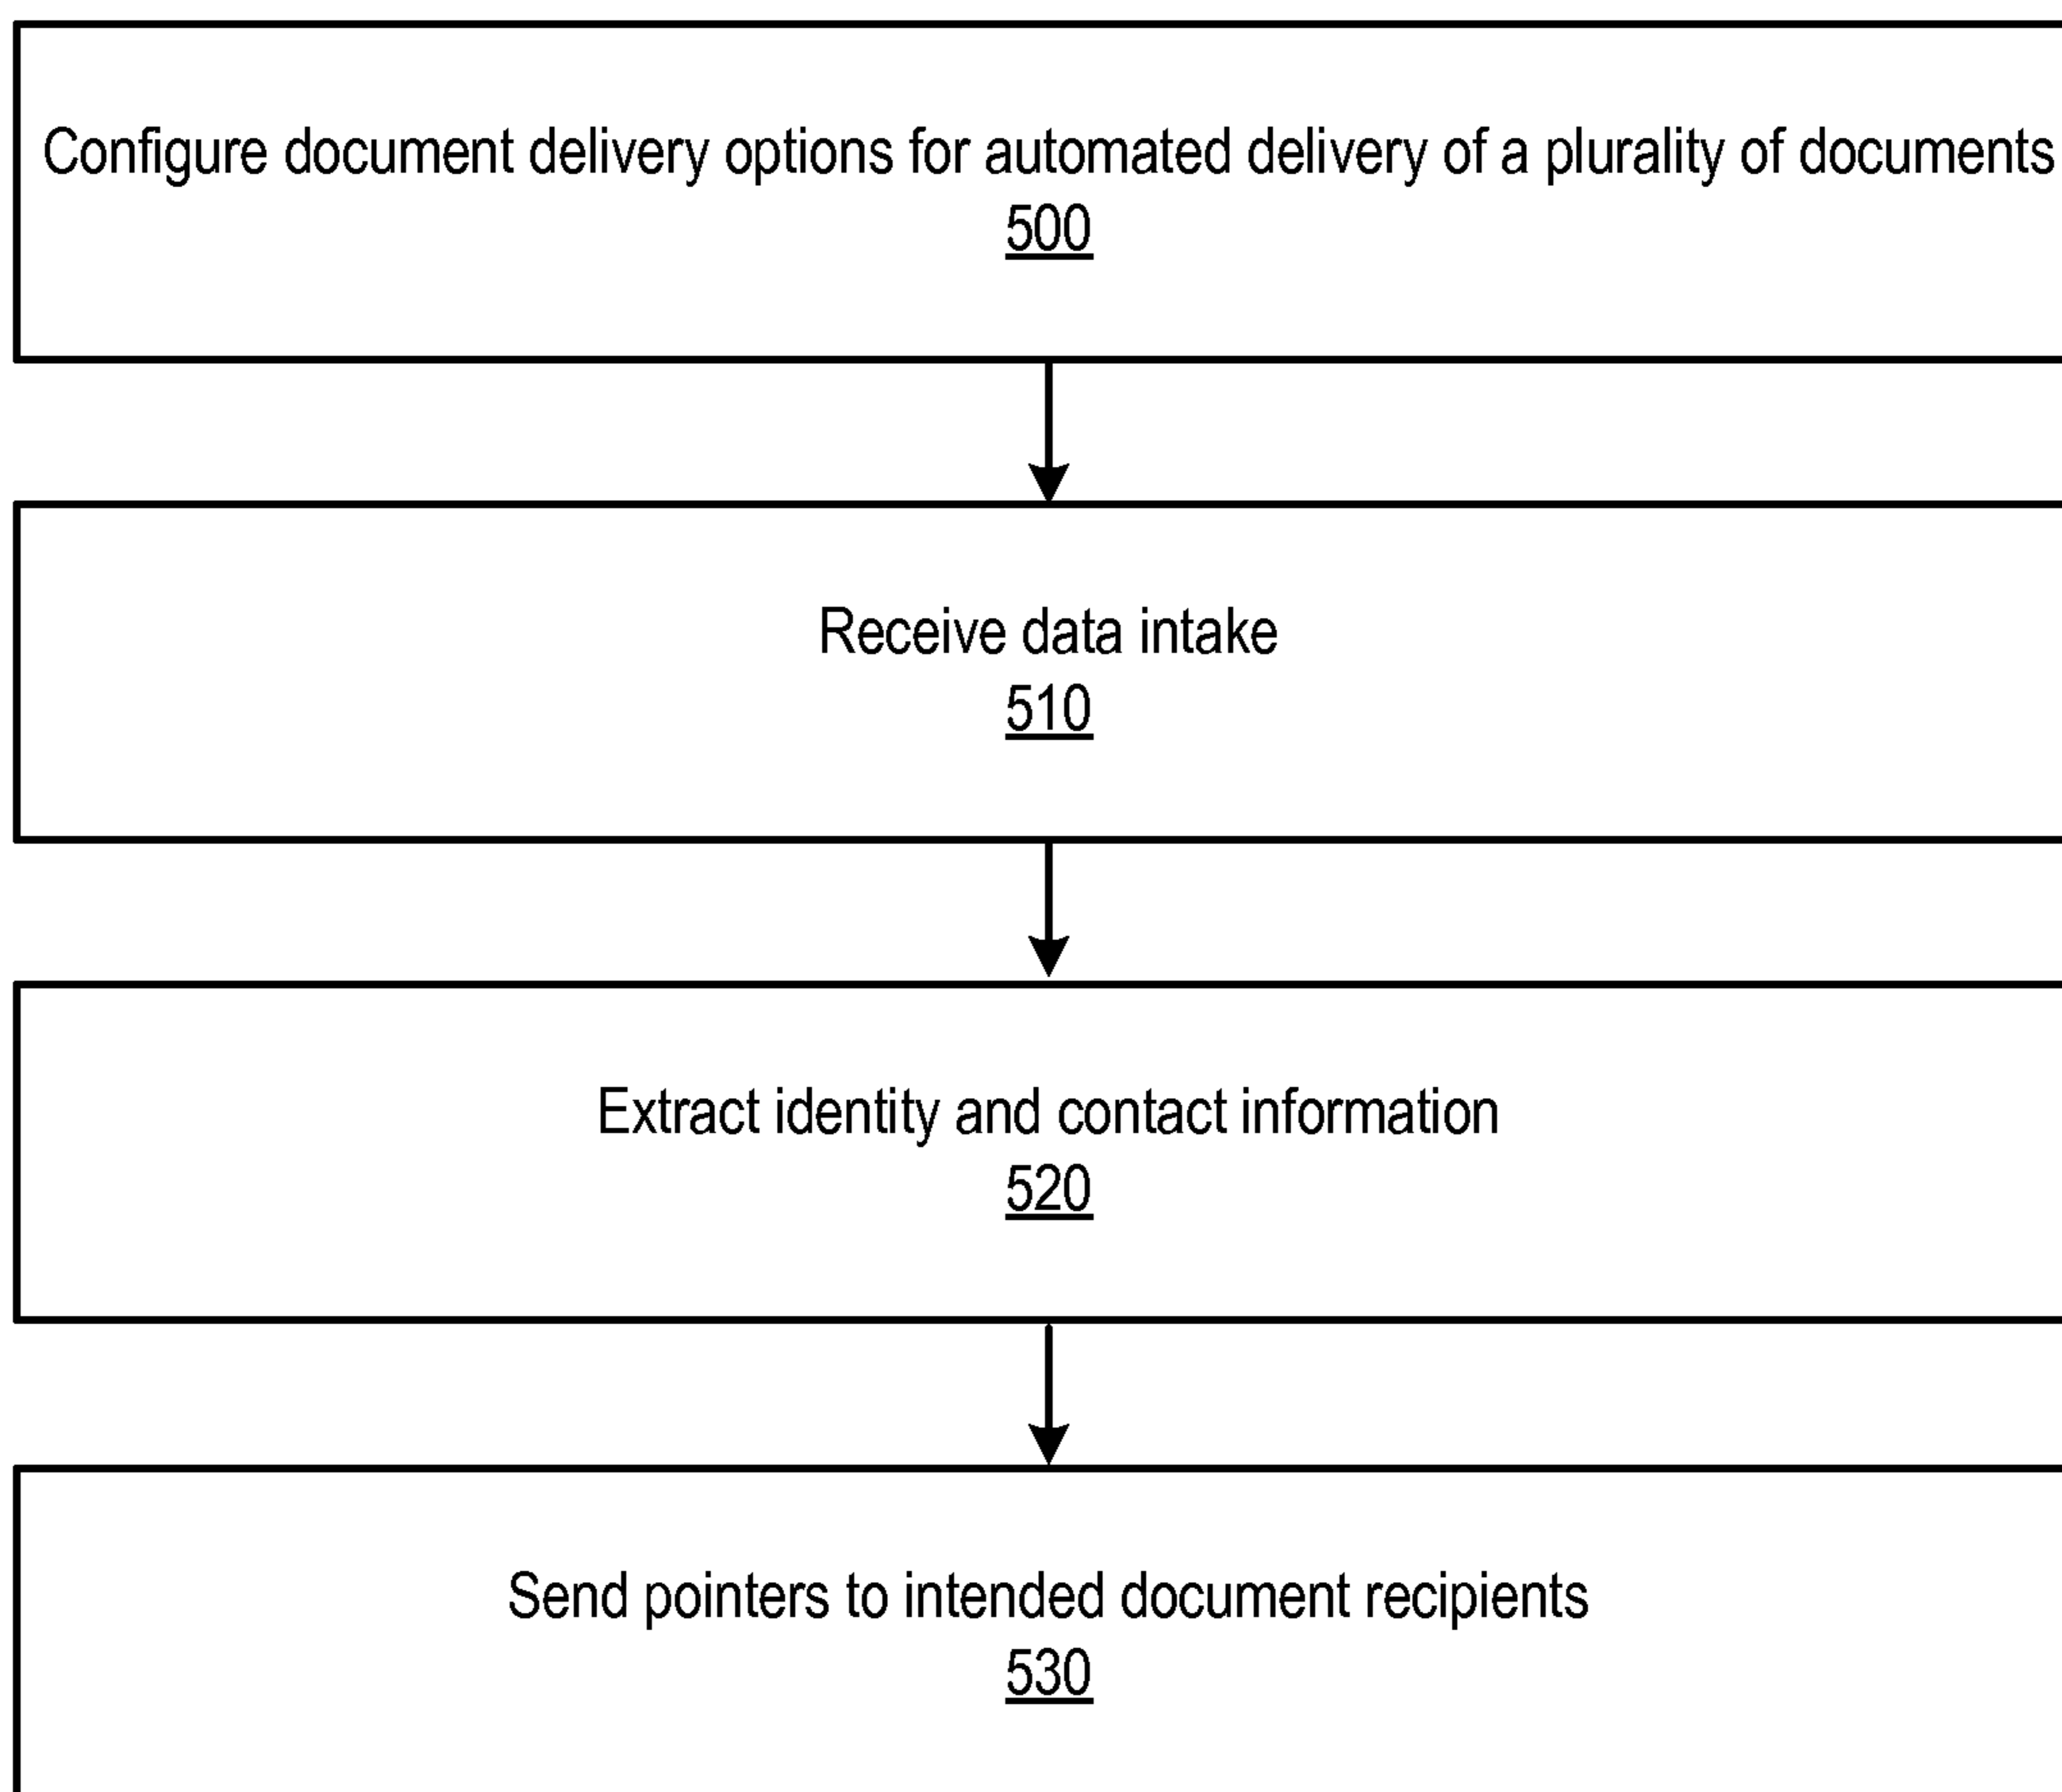 Configure document delivery options for automated delivery of a plurality of documents
500
Receive data intake
510
Extract identity and contact information
520
Send pointers to intended document recipients
530